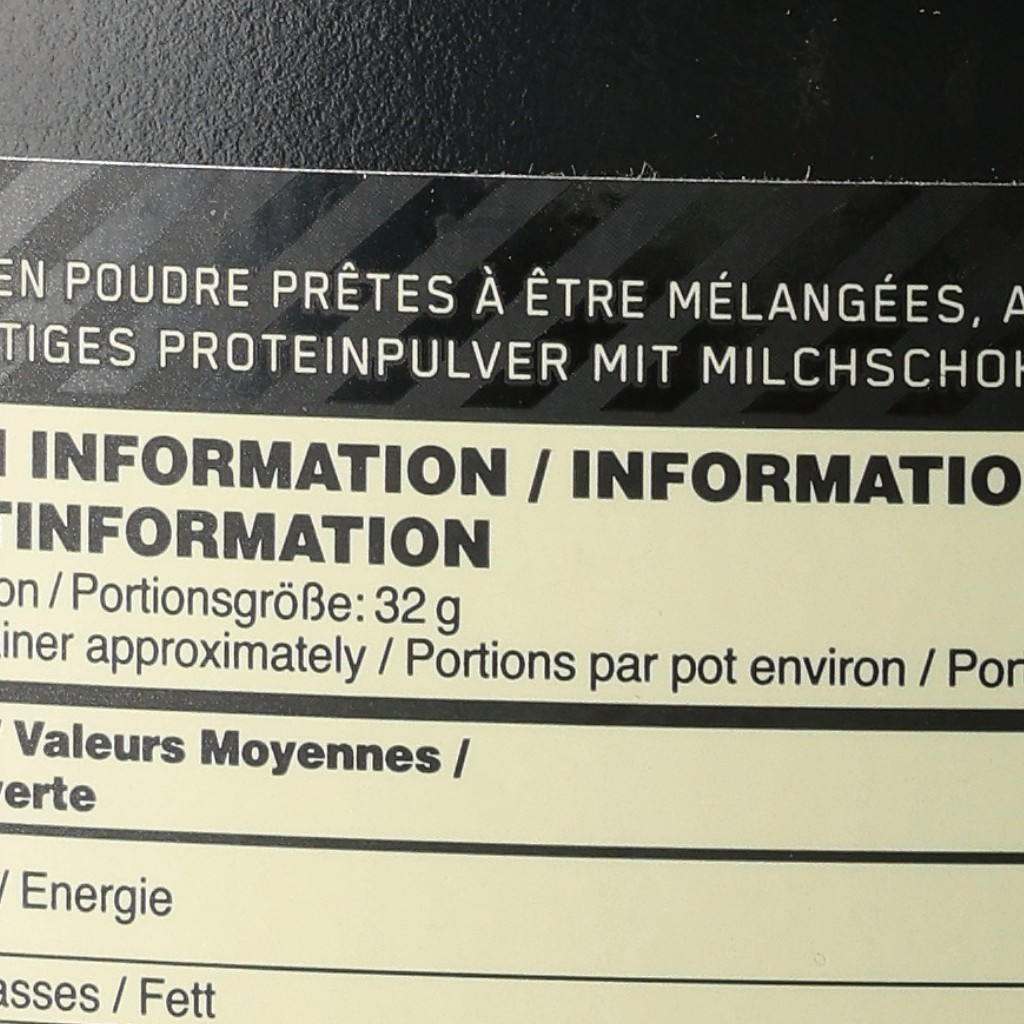 EN POUDRE PRÊTES À ÊTRE MÉLANGÉES, A
TIGES PROTEINPULVER MIT MILCHSCHOK
INFORMATION / INFORMATIO
TINFORMATION
on / Portionsgröße: 32 g
iner approximately / Portions par pot environ / Por
/ Valeurs Moyennes /
erte
/ Energie
asses / Fett